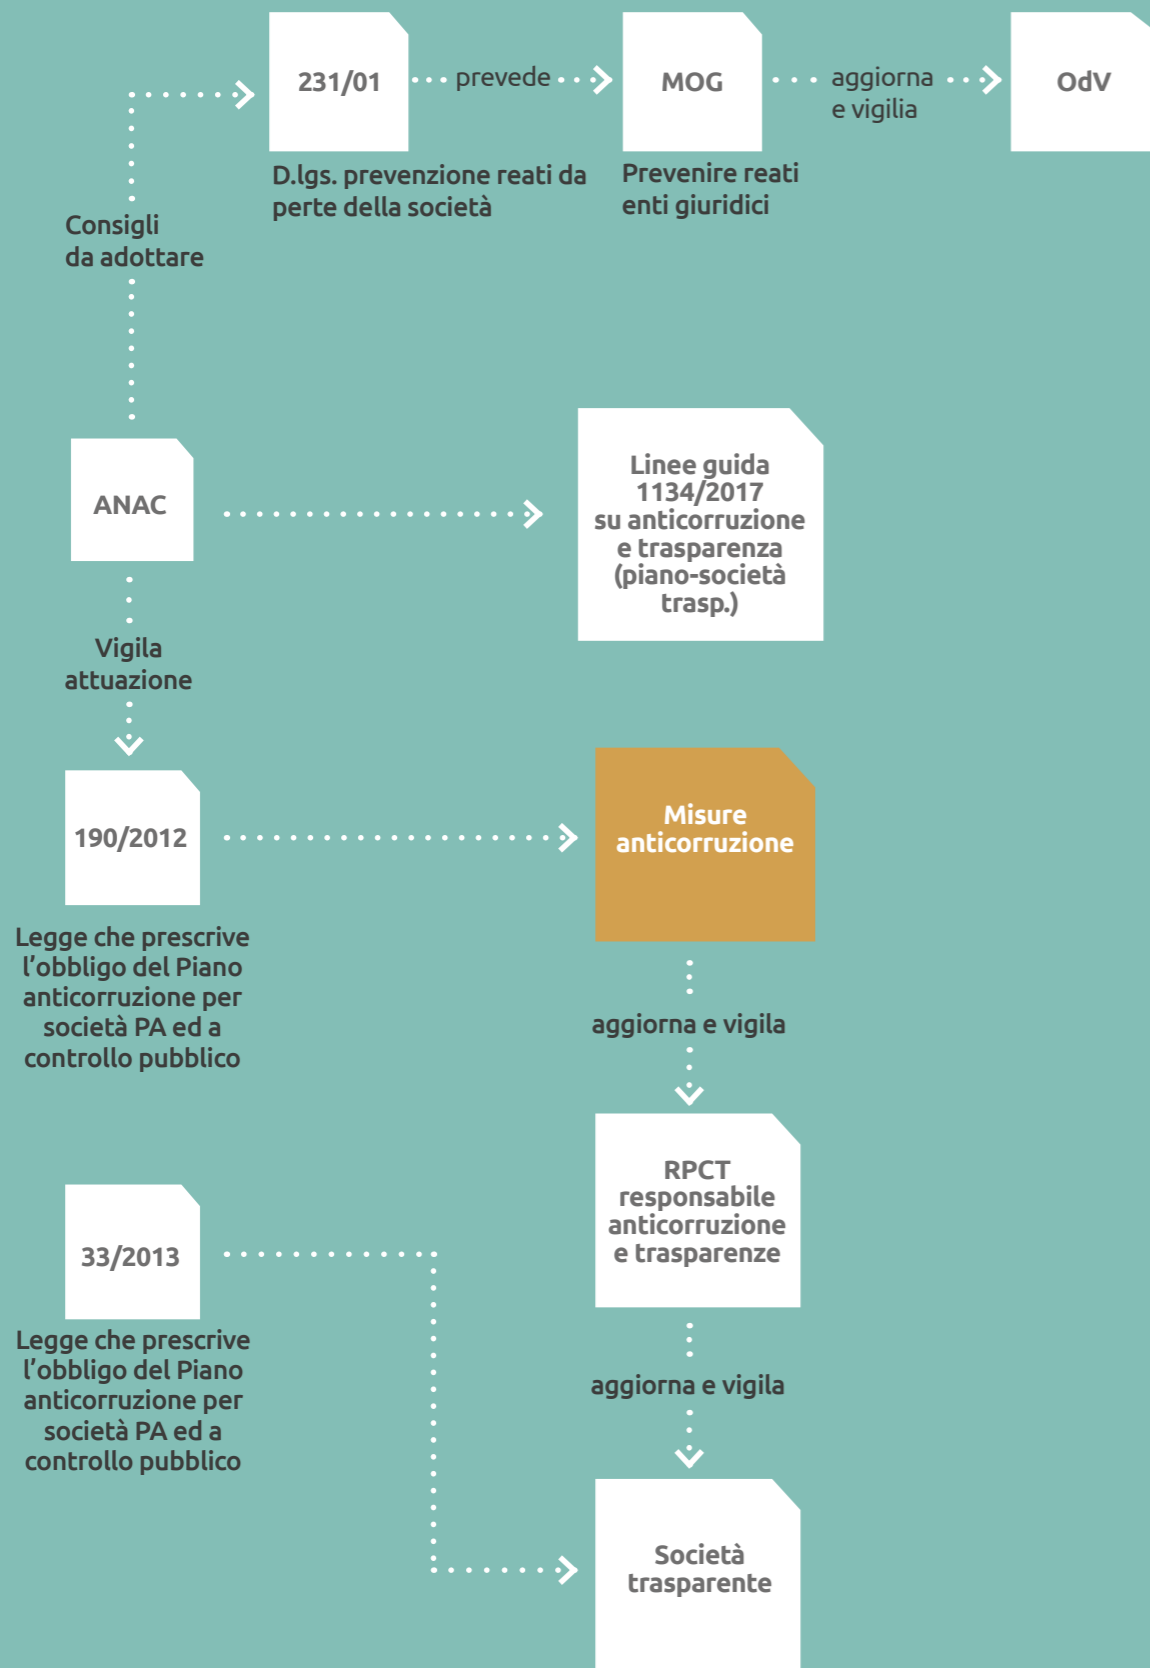 231/01
prevede
MOG
aggiorna
e vigilia
OdV
D.lgs. prevenzione reati da
perte della società
Prevenire reati
enti giuridici
Consigli
da adottare
ANAC
Linee guida
1134/2017
su anticorruzione
e trasparenza
(piano-società
trasp.)
Vigila
attuazione
190/2012
Misure
anticorruzione
Legge che prescrive
l'obbligo del Piano
anticorruzione per
società PA ed a
controllo pubblico
aggiorna e vigila
RPCT
responsabile
anticorruzione
e trasparenze
33/2013
Legge che prescrive
l'obbligo del Piano
anticorruzione per
società PA ed a
controllo pubblico
aggiorna e vigila
Società
trasparente